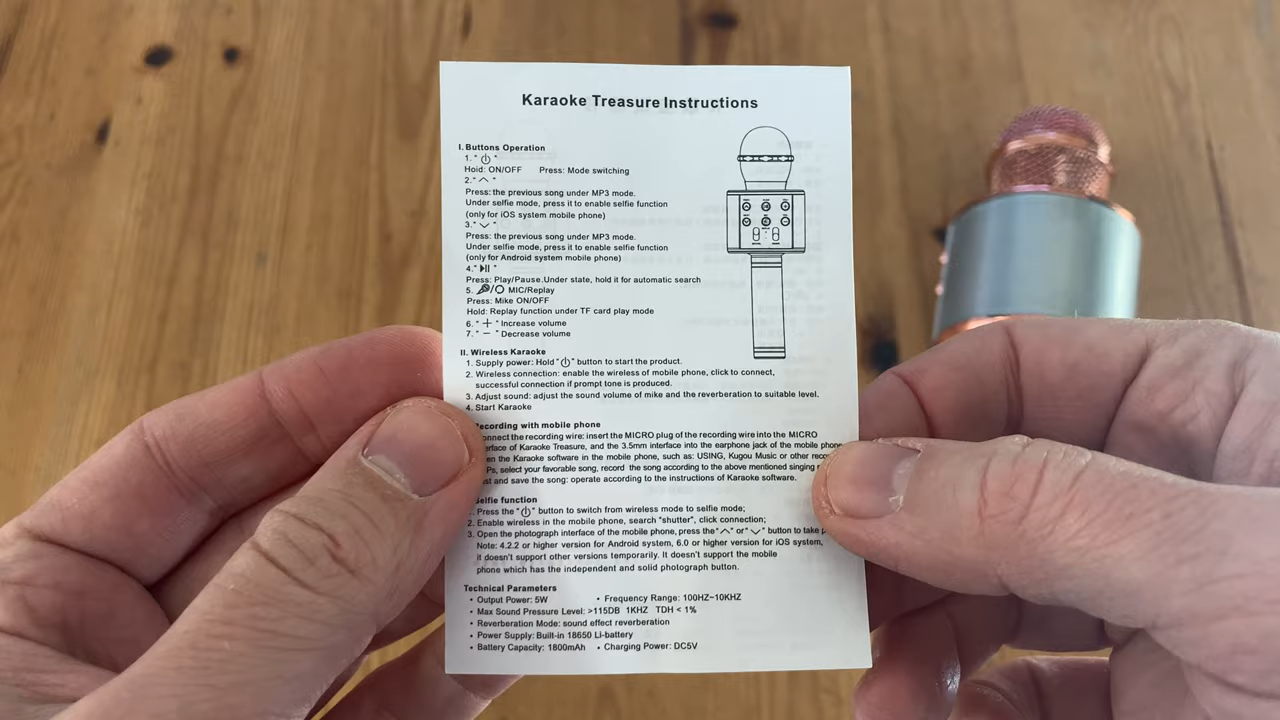 Karaoke Treasure Instructions
I. Buttons Operation
1. " ⏻ "
Hoid: ON/OFF Press: Mode switching
2. " ︿ "
Press: the previous song under MP3 mode.
Under selfie mode, press it to enable selfie function
(only for iOS system mobile phone)
3. " ﹀ "
Press: the previous song under MP3 mode.
Under selfie mode, press it to enable selfie function
(only for Android system mobile phone)
4. " ▶II "
Press: Play/Pause.Under state, hold it for automatic search
5. 🎤/O MIC/Replay
Press: Mike ON/OFF
Hold: Replay function under TF card play mode
6. " + " Increase volume
7. " − " Decrease volume
II. Wireless Karaoke
1. Supply power: Hold " ⏻ " button to start the product.
2. Wireless connection: enable the wireless of mobile phone, click to connect,
successful connection if prompt tone is produced.
3. Adjust sound: adjust the sound volume of mike and the reverberation to suitable level.
4. Start Karaoke
Recording with mobile phone
the recording wire: insert the MICRO plug of the recording wire into the MICRO
of Karaoke Treasure, and the 3.5mm interface into the earphone jack of the mobile phone
the Karaoke software in the mobile phone, such as: USING, Kugou Music or other
select your favorable song, record the song according to the above mentioned singing
and save the song: operate according to the instructions of Karaoke software.
Selfie function
Press the " ⏻ " button to switch from wireless mode to selfie mode;
2. Enable wireless in the mobile phone, search "shutter", click connection;
3. Open the photograph interface of the mobile phone, press the " ︿ " or " ﹀ " button to take
Note: 4.2.2 or higher version for Android system, 6.0 or higher version for iOS system,
it doesn't support other versions temporarily. It doesn't support the mobile
phone which has the independent and solid photograph button.
Technical Parameters
• Output Power: 5W • Frequency Range: 100HZ~10KHZ
• Max Sound Pressure Level: >115DB 1KHZ TDH < 1%
• Reverberation Mode: sound effect reverberation
• Power Supply: Built-in 18650 Li-battery
• Battery Capacity: 1800mAh • Charging Power: DC5V